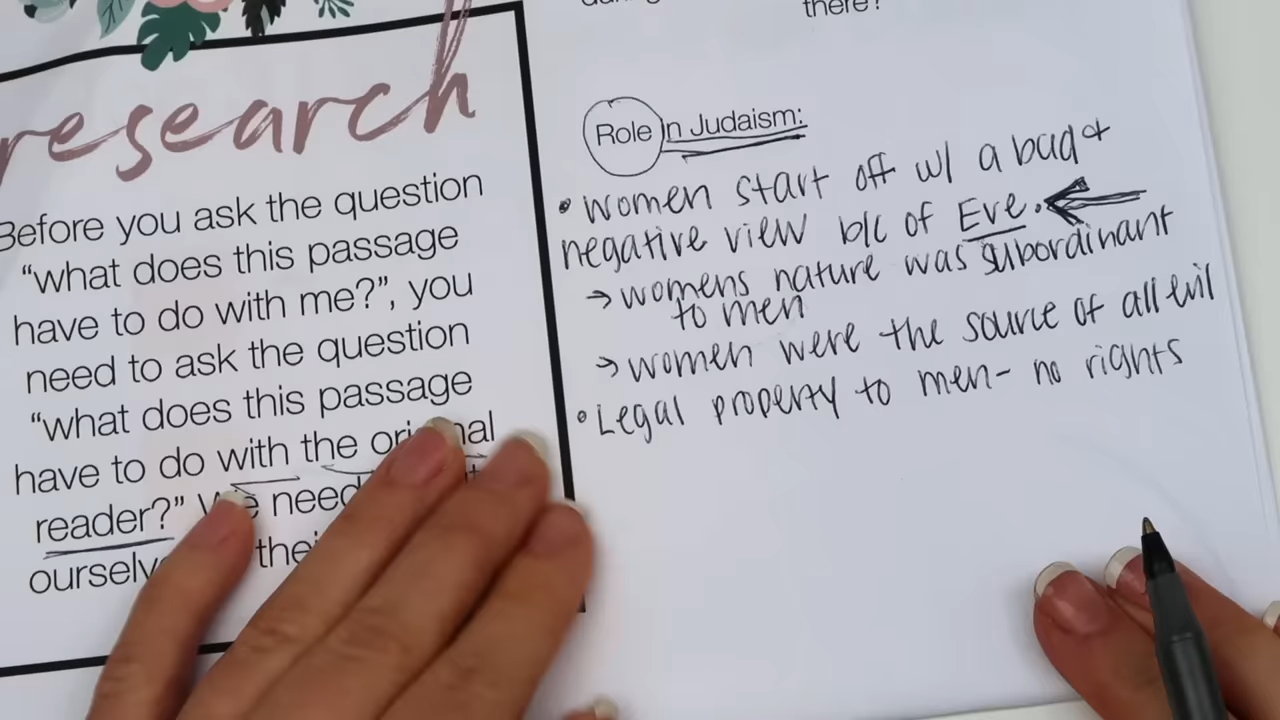 there?
research
Before you ask the question
"what does this passage
have to do with me?", you
need to ask the question
"what does this passage
have to do with the original
reader?" We need
ourselv
Role in Judaism:
• women start off w/ a bad +
negative view b/c of Eve.
→ womens nature was subordinant
to men
→ women were the source of all evil
• Legal property to men - no rights